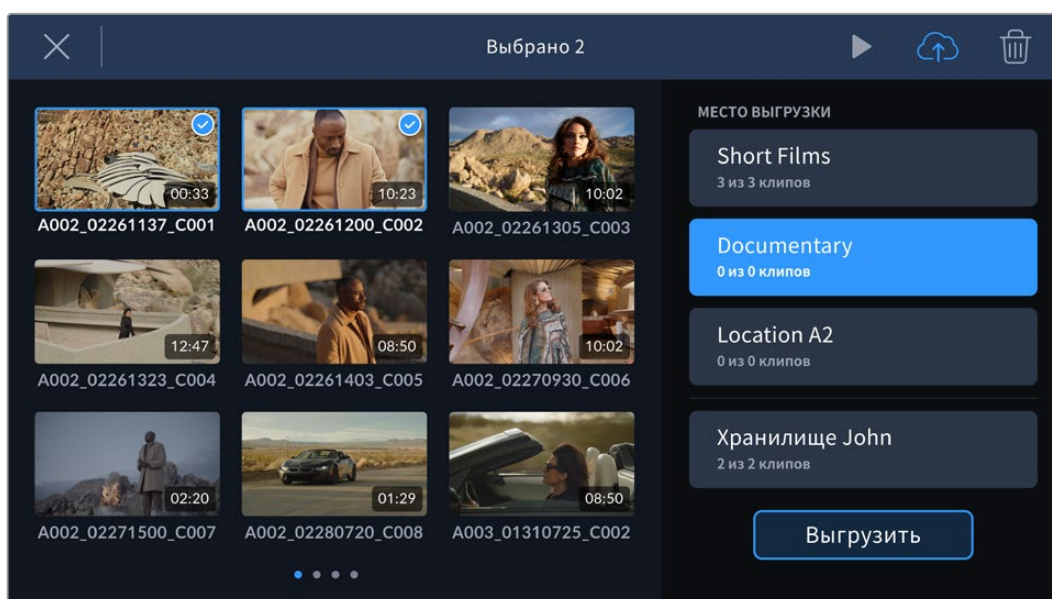 Выбрано 2
00:33
10:23
10:02
A002_02261137_C001
A002_02261200_C002
A002_02261305_C003
12:47
08:50
10:02
A002_02261323_C004
A002_02261403_C005
A002_02270930_C006
02:20
01:29
08:50
A002_02271500_C007
A002_02280720_C008
A003_01310725_C002
МЕСТО ВЫГРУЗКИ
Short Films
3 из 3 клипов
Documentary
0 из 0 клипов
Location A2
0 из 0 клипов
Хранилище John
2 из 2 клипов
Выгрузить